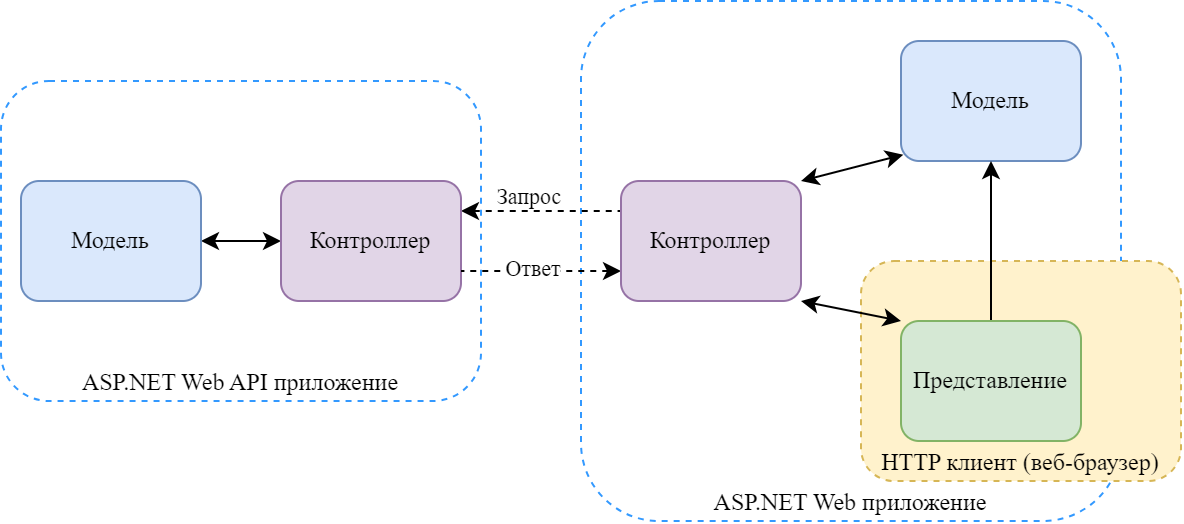 Модель
Контроллер
ASP.NET Web API приложение
Запрос
Ответ
Контроллер
Модель
Представление
HTTP клиент (веб-браузер)
ASP.NET Web приложение